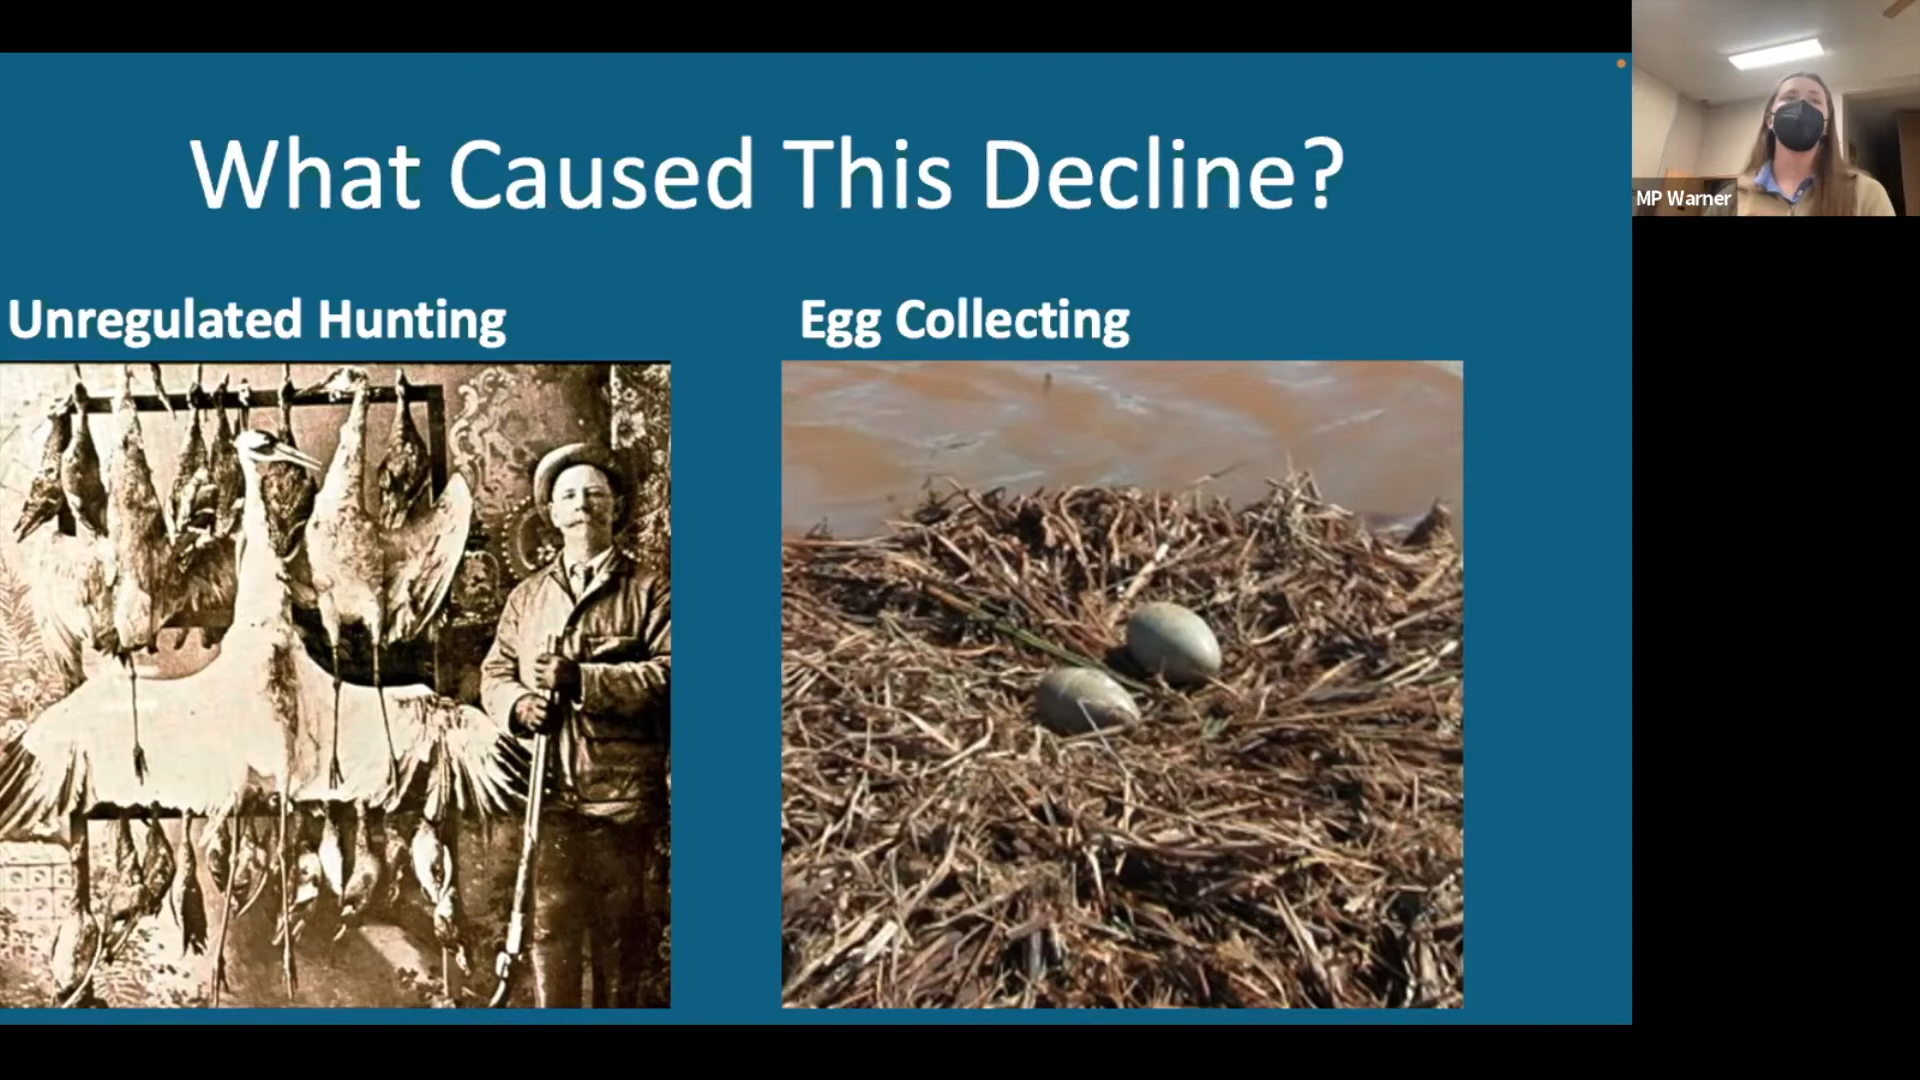 What Caused This Decline?
Unregulated Hunting
Egg Collecting
MP Warner